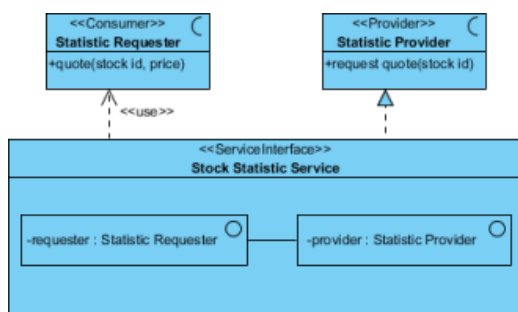 <<Consumer>>
Statistic Requester
+quote(stock id, price)
<<Provider>>
Statistic Provider
+request quote(stock id)
<<use>>
<<ServiceInterface>>
Stock Statistic Service
-requester : Statistic Requester
-provider : Statistic Provider